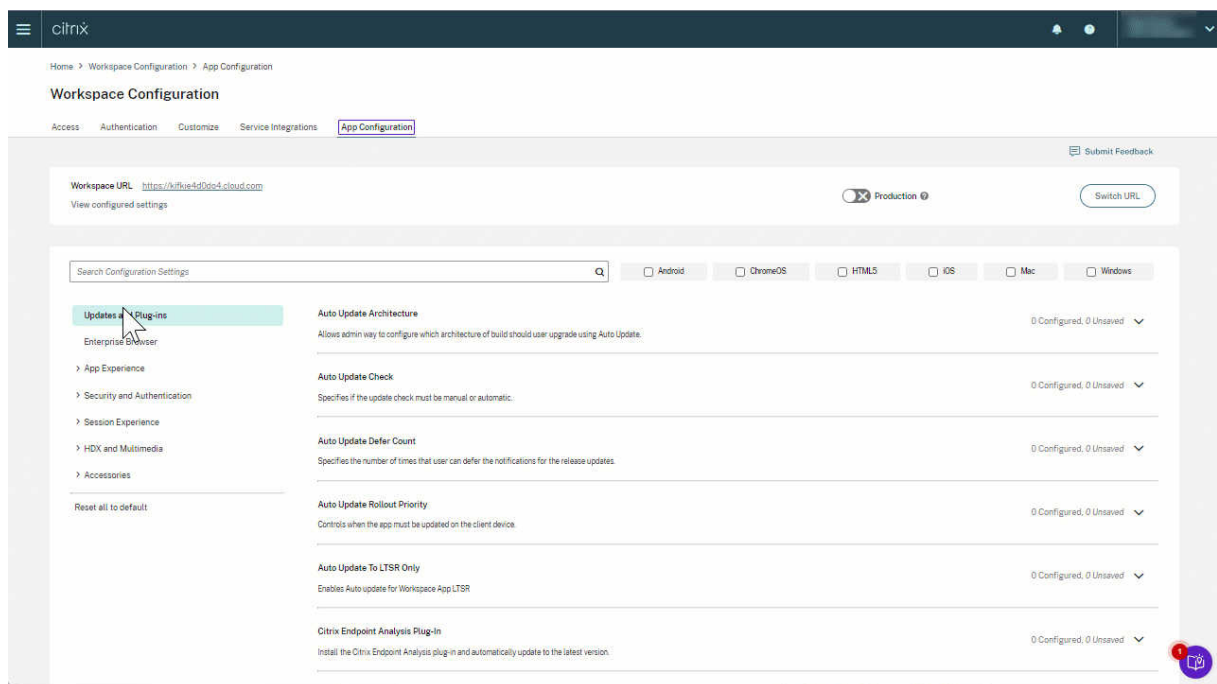 citrix
Home > Workspace Configuration > App Configuration
Workspace Configuration
Access Authentication Customize Service Integrations App Configuration
Submit Feedback
Workspace URL https://kifkie4d0do4.cloud.com
View configured settings
Production
Switch URL
Search Configuration Settings
Android ChromeOS HTML5 iOS Mac Windows
Updates a Plug-ins
Enterprise Browser
> App Experience
> Security and Authentication
> Session Experience
> HDX and Multimedia
> Accessories
Reset all to default
Auto Update Architecture
Allows admin way to configure which architecture of build should user upgrade using Auto Update.
0 Configured, 0 Unsaved
Auto Update Check
Specifies if the update check must be manual or automatic.
0 Configured, 0 Unsaved
Auto Update Defer Count
Specifies the number of times that user can defer the notifications for the release updates.
0 Configured, 0 Unsaved
Auto Update Rollout Priority
Controls when the app must be updated on the client device.
0 Configured, 0 Unsaved
Auto Update To LTSR Only
Enables Auto update for Workspace App LTSR
0 Configured, 0 Unsaved
Citrix Endpoint Analysis Plug-In
Install the Citrix Endpoint Analysis plug-in and automatically update to the latest version.
0 Configured, 0 Unsaved
1